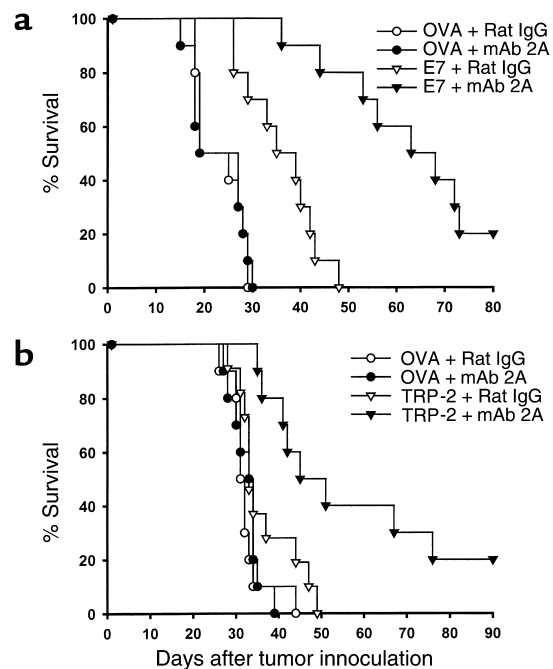 a
100
80
60
40
20
0
% Survival
OVA + Rat IgG
OVA + mAb 2A
E7 + Rat IgG
E7 + mAb 2A
0 10 20 30 40 50 60 70 80
b
100
80
60
40
20
0
% Survival
OVA + Rat IgG
OVA + mAb 2A
TRP-2 + Rat IgG
TRP-2 + mAb 2A
0 10 20 30 40 50 60 70 80 90
Days after tumor innoculation